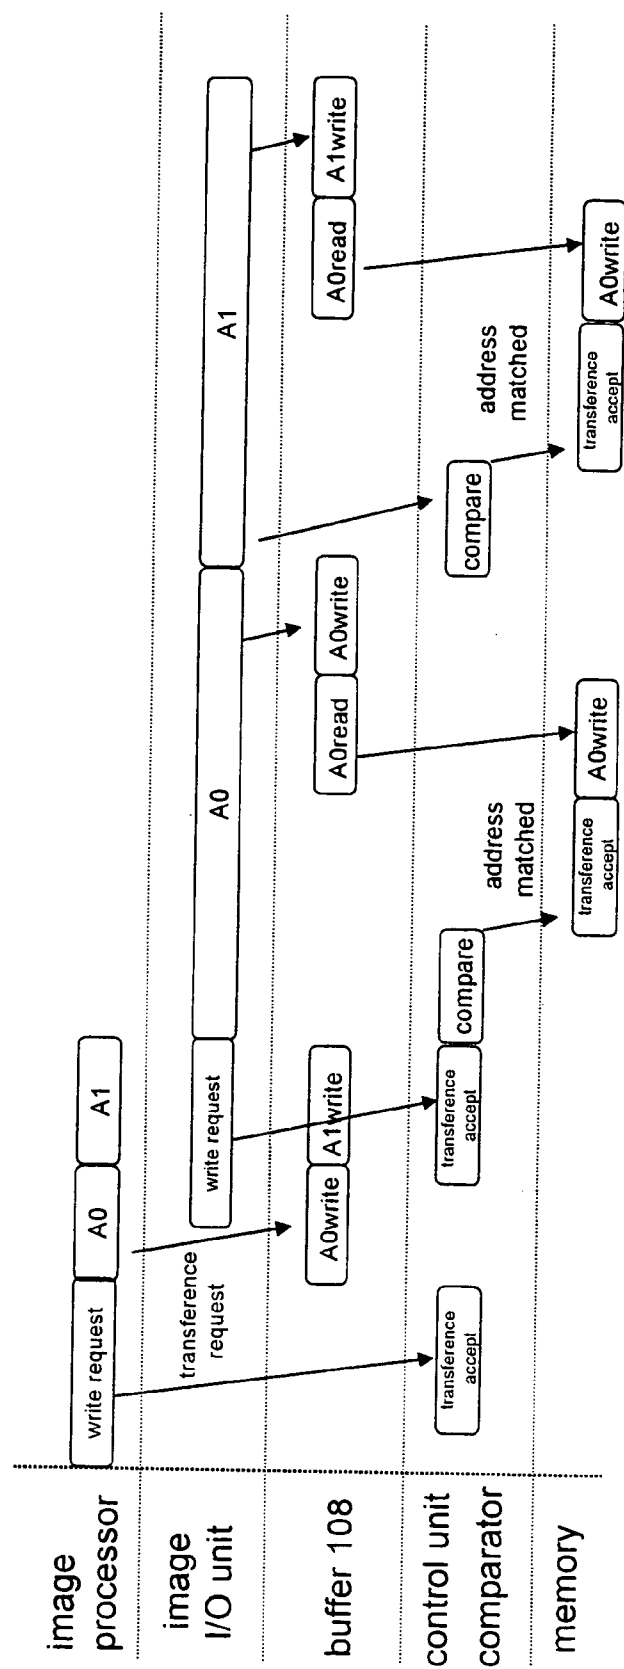 image
processor
write request
A0
A1
image
I/O unit
transference
request
write request
A0
A1
buffer 108
A0write
A1write
A0read
A0write
A0read
A1write
control unit
comparator
transference
accept
transference
accept
compare
address
matched
compare
address
matched
memory
transference
accept
A0write
transference
accept
A0write